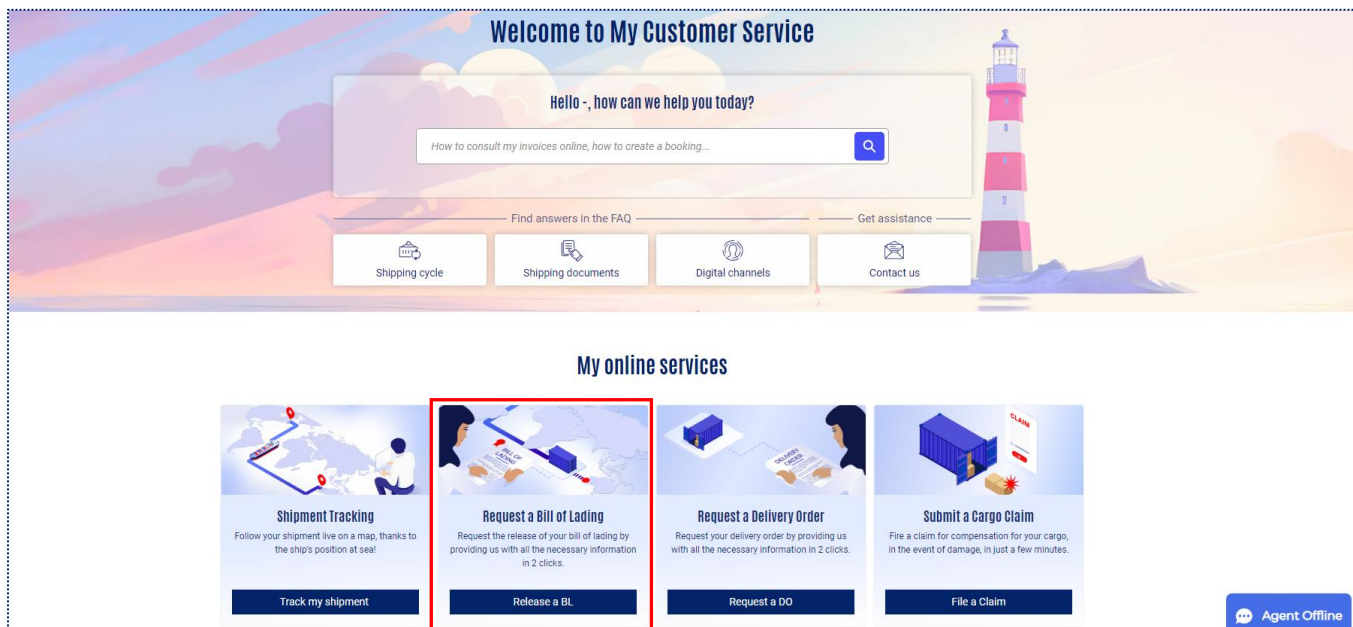 Welcome to My Customer Service
Hello -, how can we help you today?
How to consult my invoices online, how to create a booking...
Find answers in the FAQ
Get assistance
Shipping cycle
Shipping documents
Digital channels
Contact us
My online services
BILL OF
LADING
DELIVERY
ORDER
CLAIM
Shipment Tracking
Follow your shipment live on a map, thanks to
the ship's position at sea!
Track my shipment
Request a Bill of Lading
Request the release of your bill of lading by
providing us with all the necessary information
in 2 clicks.
Release a BL
Request a Delivery Order
Request your delivery order by providing us
with all the necessary information in 2 clicks.
Request a DO
Submit a Cargo Claim
Fire a claim for compensation for your cargo,
in the event of damage, in just a few minutes.
File a Claim
Agent Offline